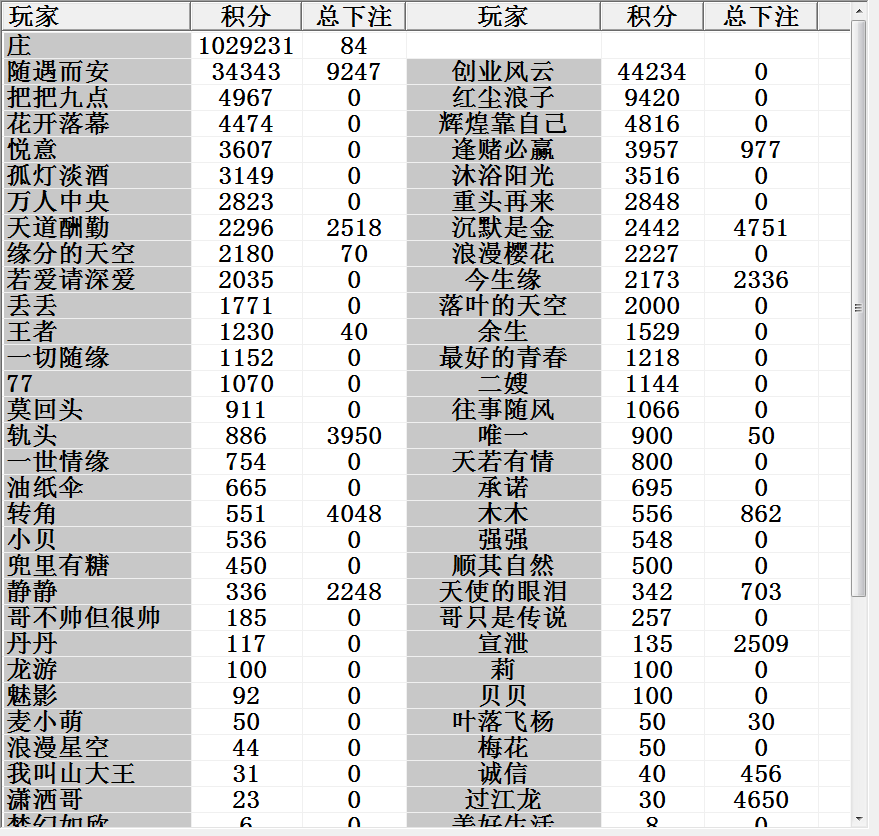 玩家 积分 总下注 玩家 积分 总下注
庄 1029231 84
随遇而安 34343 9247 创业风云 44234 0
把把九点 4967 0 红尘浪子 9420 0
花开落幕 4474 0 辉煌靠自己 4816 0
悦意 3607 0 逢赌必赢 3957 977
孤灯淡酒 3149 0 沐浴阳光 3516 0
万人中央 2823 0 重头再来 2848 0
天道酬勤 2296 2518 沉默是金 2442 4751
缘分的天空 2180 70 浪漫樱花 2227 0
若爱请深爱 2035 0 今生缘 2173 2336
丢丢 1771 0 落叶的天空 2000 0
王者 1230 40 余生 1529 0
一切随缘 1152 0 最好的青春 1218 0
77 1070 0 二嫂 1144 0
莫回头 911 0 往事随风 1066 0
轨头 886 3950 唯一 900 50
一世情缘 754 0 天若有情 800 0
油纸伞 665 0 承诺 695 0
转角 551 4048 木木 556 862
小贝 536 0 强强 548 0
兜里有糖 450 0 顺其自然 500 0
静静 336 2248 天使的眼泪 342 703
哥不帅但很帅 185 0 哥只是传说 257 0
丹丹 117 0 宣泄 135 2509
龙游 100 0 莉 100 0
魅影 92 0 贝贝 100 0
麦小萌 50 0 叶落飞杨 50 30
浪漫星空 44 0 梅花 50 0
我叫山大王 31 0 诚信 40 456
潇洒哥 23 0 过江龙 30 4650
梦幻如欣 6 0 美好生活 8 0